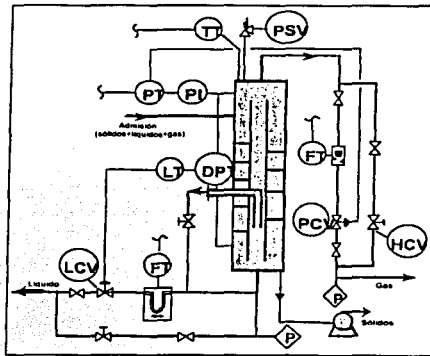 TT
PSV
PT
PI
Admisión
(sólidos+líquidos+gas)
FT
LT
DPT
PCV
HCV
LCV
FT
Líquido
Gas
P
P
Sólidos